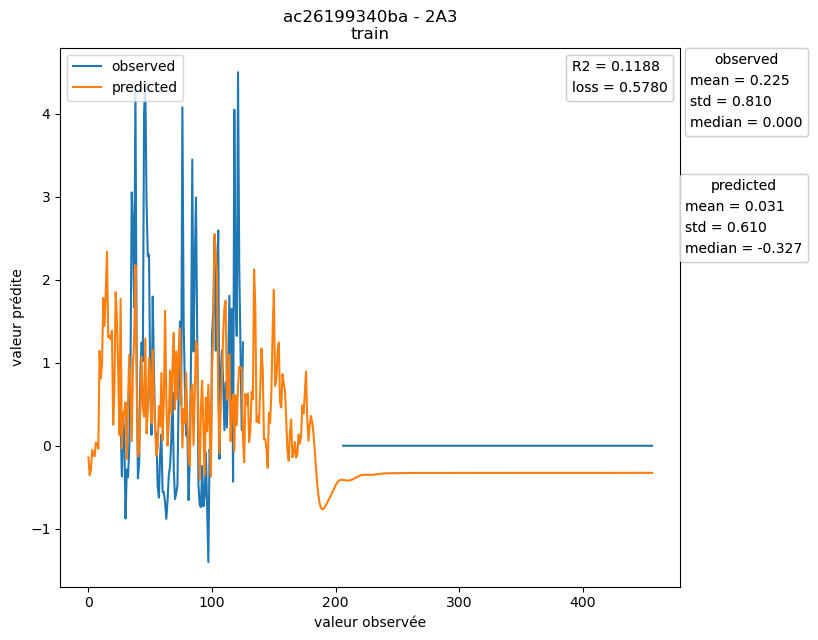 ac26199340ba - 2A3
train
observed
predicted
R2 = 0.1188
loss = 0.5780
observed
mean = 0.225
std = 0.810
median = 0.000
predicted
mean = 0.031
std = 0.610
median = -0.327
valeur prédite
4
3
2
1
0
−1
0
100
200
300
400
valeur observée